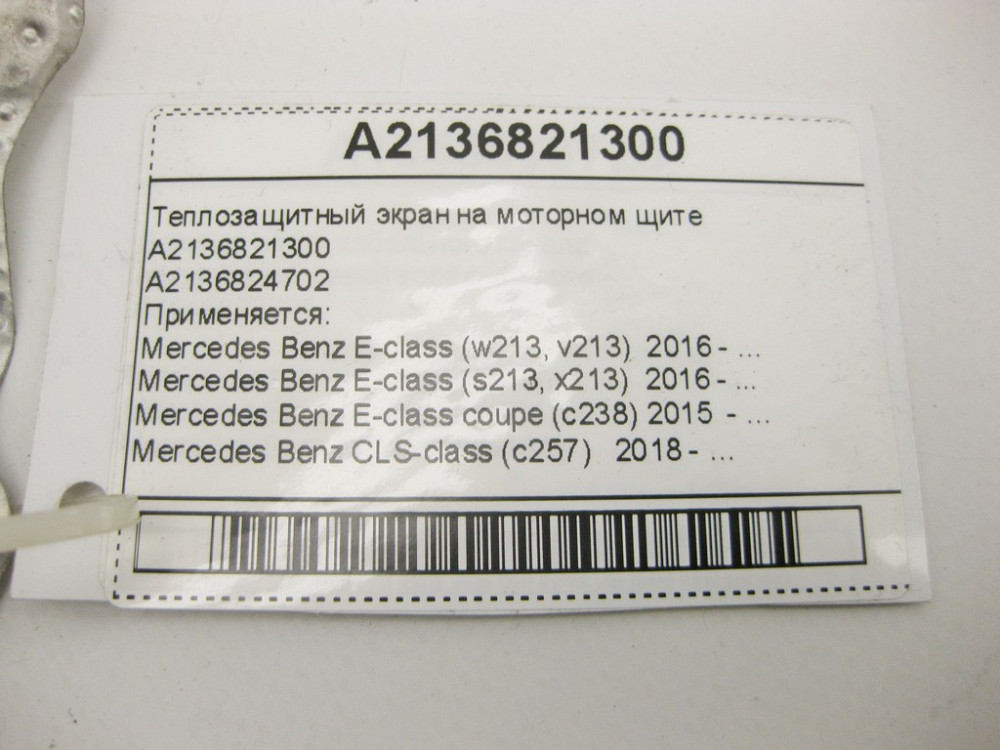 A2136821300
Теплозащитный экран на моторном щите
A2136821300
A2136824702
Применяется:
Mercedes Benz E-class (w213, v213) 2016 - ...
Mercedes Benz E-class (s213, x213) 2016 - ...
Mercedes Benz E-class coupe (c238) 2015 - ...
Mercedes Benz CLS-class (c257) 2018 - ...